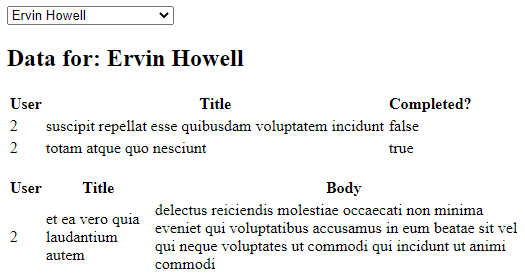 Ervin Howell
Data for: Ervin Howell
User Title Completed?
2 suscipit repellat esse quibusdam voluptatem incidunt false
2 totam atque quo nesciunt true
User Title Body
2 et ea vero quia laudantium autem delectus reiciendis molestiae occaecati non minima eveniet qui voluptatibus accusamus in eum beatae sit vel qui neque voluptates ut commodi qui incidunt ut animi commodi